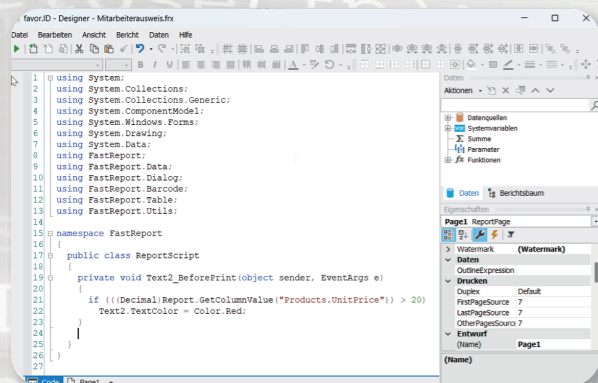 favor.ID - Designer - Mitarbeiterausweis.frx
Datei Bearbeiten Ansicht Bericht Daten Hilfe
1 using System;
2 using System.Collections;
3 using System.Collections.Generic;
4 using System.ComponentModel;
5 using System.Windows.Forms;
6 using System.Drawing;
7 using System.Data;
8 using FastReport;
9 using FastReport.Data;
10 using FastReport.Dialog;
11 using FastReport.Barcode;
12 using FastReport.Table;
13 using FastReport.Utils;
14
15 namespace FastReport
16 {
17 public class ReportScript
18 {
19 private void Text2_BeforePrint(object sender, EventArgs e)
20 {
21 if (((Decimal)Report.GetColumnValue("Products.UnitPrice")) > 20)
22 Text2.TextColor = Color.Red;
23 }
24
25 }
26 }
27
Code Page1 +
Daten
Aktionen
Datenquellen
Systemvariablen
Summe
Parameter
Funktionen
Daten Berichtsbaum
Eigenschaften
Page1 ReportPage
Watermark (Watermark)
Daten
OutlineExpression
Drucken
Duplex Default
FirstPageSource 7
LastPageSource 7
OtherPagesSource 7
Entwurf
(Name) Page1
(Name)